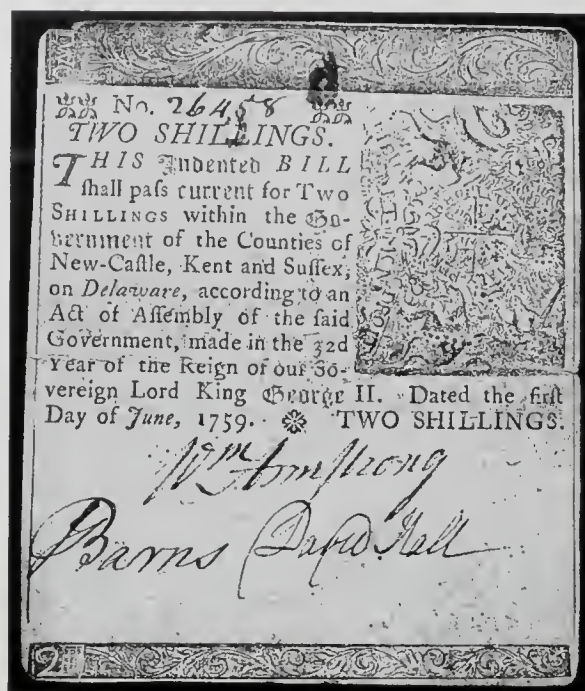 No. 26458
TWO SHILLINGS.
THIS Indented BILL
ſhall paſs current for Two
SHILLINGS within the Go-
vernment of the Counties of
New-Caſtle, Kent and Suſſex,
on Delaware, according to an
Act of Aſſembly of the ſaid
Government, made in the 32d
Year of the Reign of our So-
vereign Lord King George II. Dated the firſt
Day of June, 1759. TWO SHILLINGS.
Wm Armſtrong
Barns David Hall